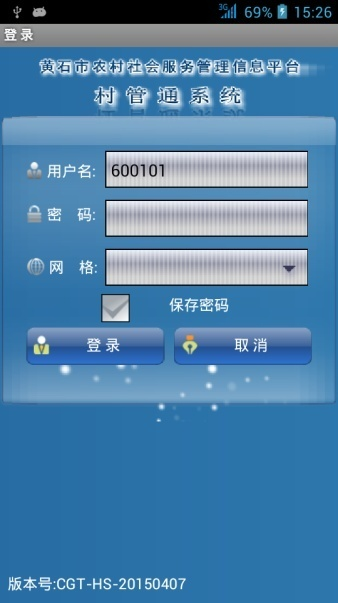 3G 69% 15:26
登录
黄石市农村社会服务管理信息平台
村管通系统
用户名: 600101
密 码:
网 格:
保存密码
登录 取消
版本号:CGT-HS-20150407